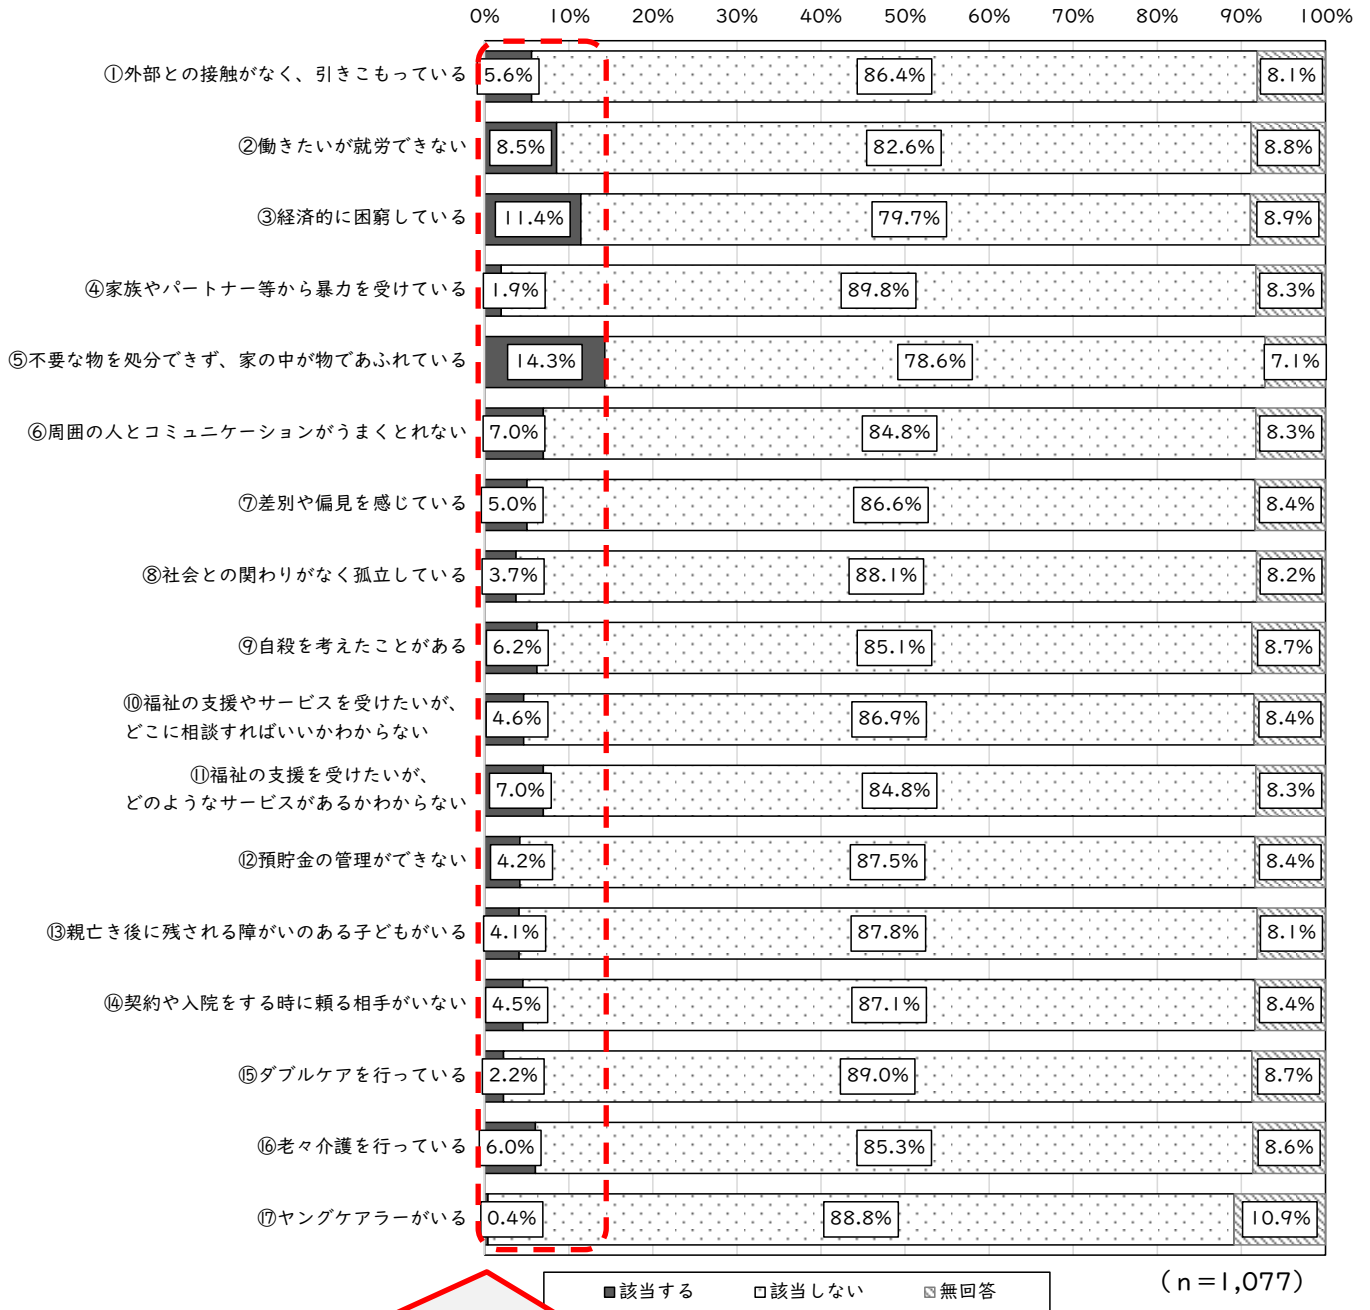 0% 10% 20% 30% 40% 50% 60% 70% 80% 90% 100%
①外部との接触がなく、引きこもっている 5.6% 86.4% 8.1%
②働きたいが就労できない 8.5% 82.6% 8.8%
③経済的に困窮している 11.4% 79.7% 8.9%
④家族やパートナー等から暴力を受けている 1.9% 89.8% 8.3%
⑤不要な物を処分できず、家の中が物であふれている 14.3% 78.6% 7.1%
⑥周囲の人とコミュニケーションがうまくとれない 7.0% 84.8% 8.3%
⑦差別や偏見を感じている 5.0% 86.6% 8.4%
⑧社会との関わりがなく孤立している 3.7% 88.1% 8.2%
⑨自殺を考えたことがある 6.2% 85.1% 8.7%
⑩福祉の支援やサービスを受けたいが、
どこに相談すればいいかわからない 4.6% 86.9% 8.4%
⑪福祉の支援を受けたいが、
どのようなサービスがあるかわからない 7.0% 84.8% 8.3%
⑫預貯金の管理ができない 4.2% 87.5% 8.4%
⑬親亡き後に残される障がいのある子どもがいる 4.1% 87.8% 8.1%
⑭契約や入院をする時に頼る相手がいない 4.5% 87.1% 8.4%
⑮ダブルケアを行っている 2.2% 89.0% 8.7%
⑯老々介護を行っている 6.0% 85.3% 8.6%
⑰ヤングケアラーがいる 0.4% 88.8% 10.9%
該当する 該当しない 無回答 (n=1,077)